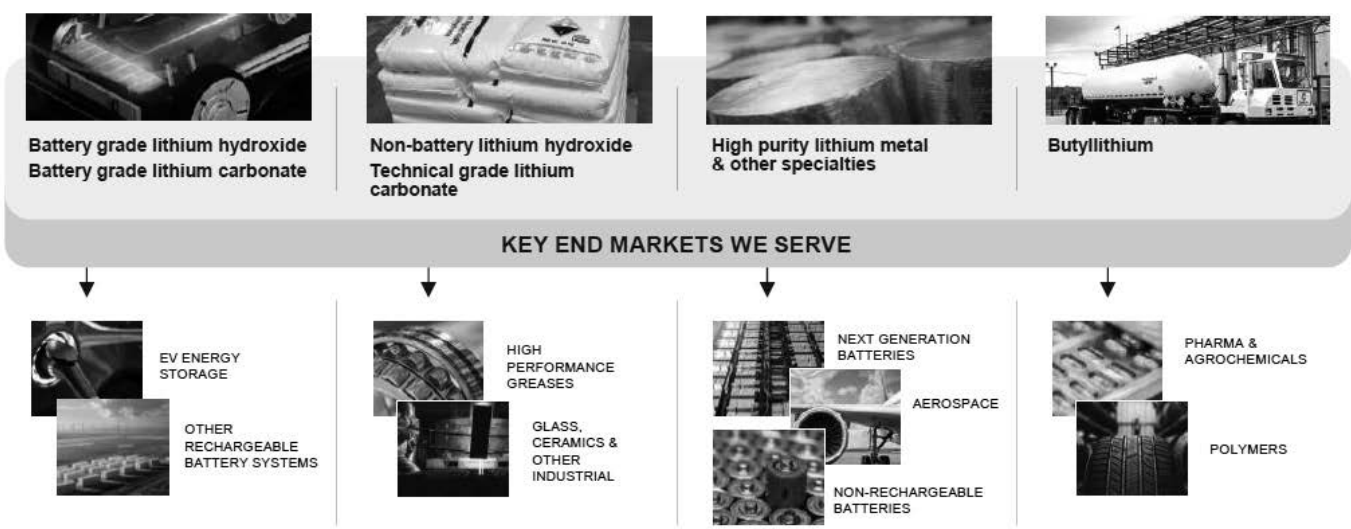 Battery grade lithium hydroxide
Battery grade lithium carbonate
Non-battery lithium hydroxide
Technical grade lithium
carbonate
High purity lithium metal
& other specialties
Butyllithium
KEY END MARKETS WE SERVE
EV ENERGY
STORAGE
OTHER
RECHARGEABLE
BATTERY SYSTEMS
HIGH
PERFORMANCE
GREASES
GLASS,
CERAMICS &
OTHER
INDUSTRIAL
NEXT GENERATION
BATTERIES
AEROSPACE
NON-RECHARGEABLE
BATTERIES
PHARMA &
AGROCHEMICALS
POLYMERS